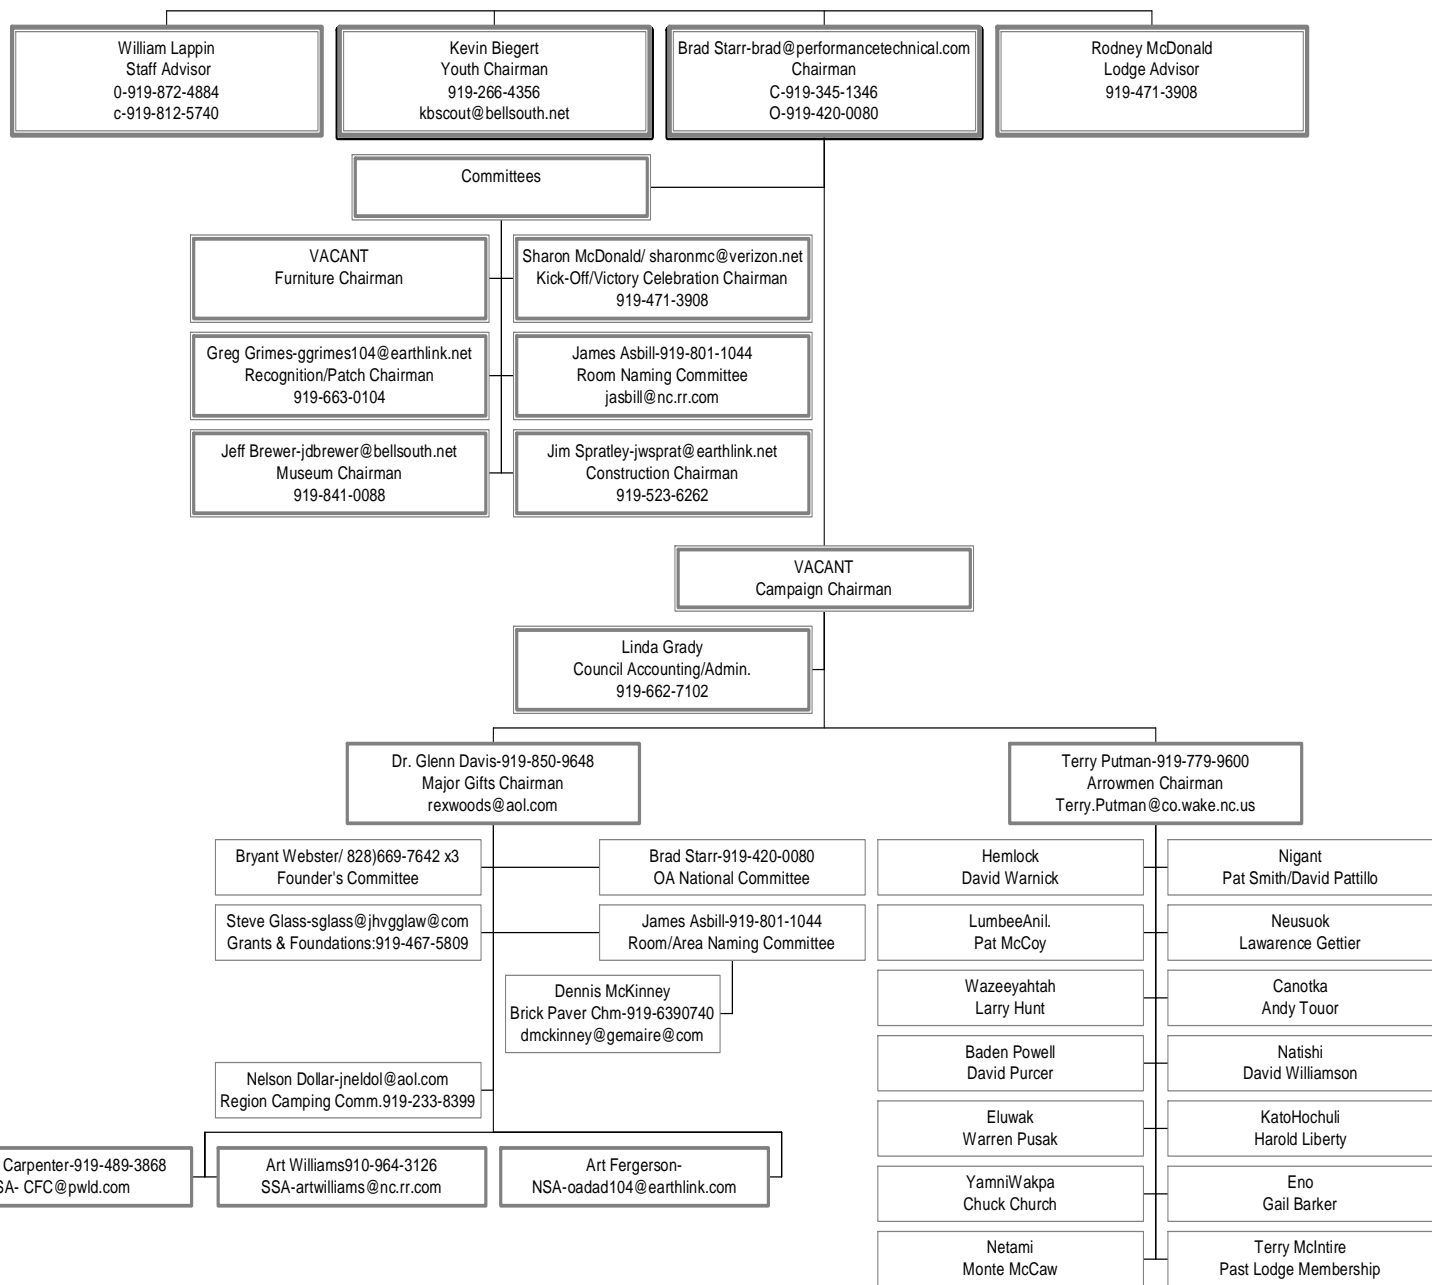 William Lappin
Staff Advisor
0-919-872-4884
c-919-812-5740
Kevin Biegert
Youth Chairman
919-266-4356
kbscout@bellsouth.net
Brad Starr-brad@performancetechnical.com
Chairman
C-919-345-1346
O-919-420-0080
Rodney McDonald
Lodge Advisor
919-471-3908
Committees
VACANT
Furniture Chairman
Sharon McDonald/ sharonmc@verizon.net
Kick-Off/Victory Celebration Chairman
919-471-3908
Greg Grimes-ggrimes104@earthlink.net
Recognition/Patch Chairman
919-663-0104
James Asbill-919-801-1044
Room Naming Committee
jasbill@nc.rr.com
Jeff Brewer-jdbrewer@bellsouth.net
Museum Chairman
919-841-0088
Jim Spratley-jwsprat@earthlink.net
Construction Chairman
919-523-6262
VACANT
Campaign Chairman
Linda Grady
Council Accounting/Admin.
919-662-7102
Dr. Glenn Davis-919-850-9648
Major Gifts Chairman
rexwoods@aol.com
Terry Putman-919-779-9600
Arrowmen Chairman
Terry.Putman@co.wake.nc.us
Bryant Webster/ 828)669-7642 x3
Founder's Committee
Brad Starr-919-420-0080
OA National Committee
Steve Glass-sglass@jhvgglaw@com
Grants & Foundations:919-467-5809
James Asbill-919-801-1044
Room/Area Naming Committee
Dennis McKinney
Brick Paver Chm-919-6390740
dmckinney@gemaire@com
Nelson Dollar-jneldol@aol.com
Region Camping Comm.919-233-8399
Carpenter-919-489-3868
SA- CFC@pwld.com
Art Williams910-964-3126
SSA-artwilliams@nc.rr.com
Art Fergerson-
NSA-oadad104@earthlink.com
Hemlock
David Warnick
Nigant
Pat Smith/David Pattillo
LumbeeAnil.
Pat McCoy
Neusuok
Lawarence Gettier
Wazeeyahtah
Larry Hunt
Canotka
Andy Touor
Baden Powell
David Purcer
Natishi
David Williamson
Eluwak
Warren Pusak
KatoHochuli
Harold Liberty
YamniWakpa
Chuck Church
Eno
Gail Barker
Netami
Monte McCaw
Terry McIntire
Past Lodge Membership